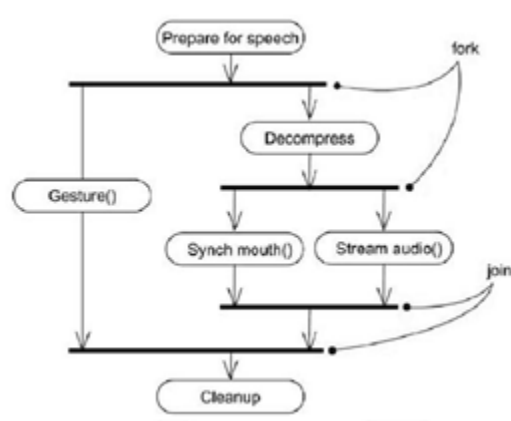 Prepare for speech
fork
Decompress
Gesture()
Synch mouth()
Stream audio()
join
Cleanup